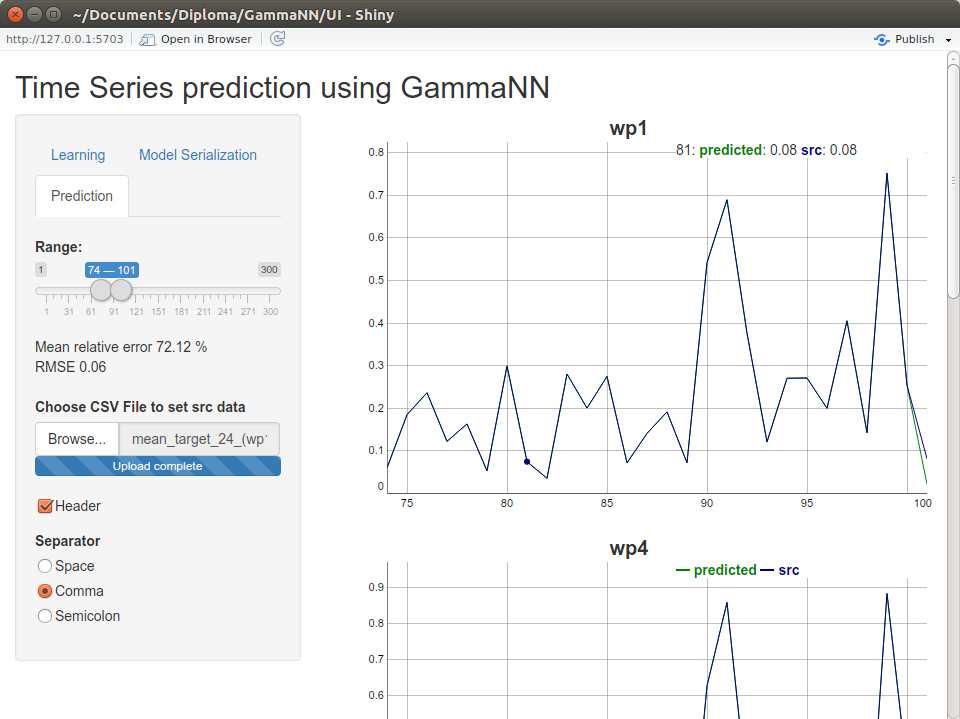 ~/Documents/Diploma/GammaNN/UI - Shiny
http://127.0.0.1:5703 Open in Browser Publish
Time Series prediction using GammaNN
Learning Model Serialization
Prediction
Range:
1 74 — 101 300
1 31 61 91 121 151 181 211 241 271 300
Mean relative error 72.12 %
RMSE 0.06
Choose CSV File to set src data
Browse... mean_target_24_(wp1
Upload complete
Header
Separator
Space
Comma
Semicolon
wp1
81: predicted: 0.08 src: 0.08
0.8
0.7
0.6
0.5
0.4
0.3
0.2
0.1
0
75 80 85 90 95 100
wp4
predicted src
0.9
0.8
0.7
0.6